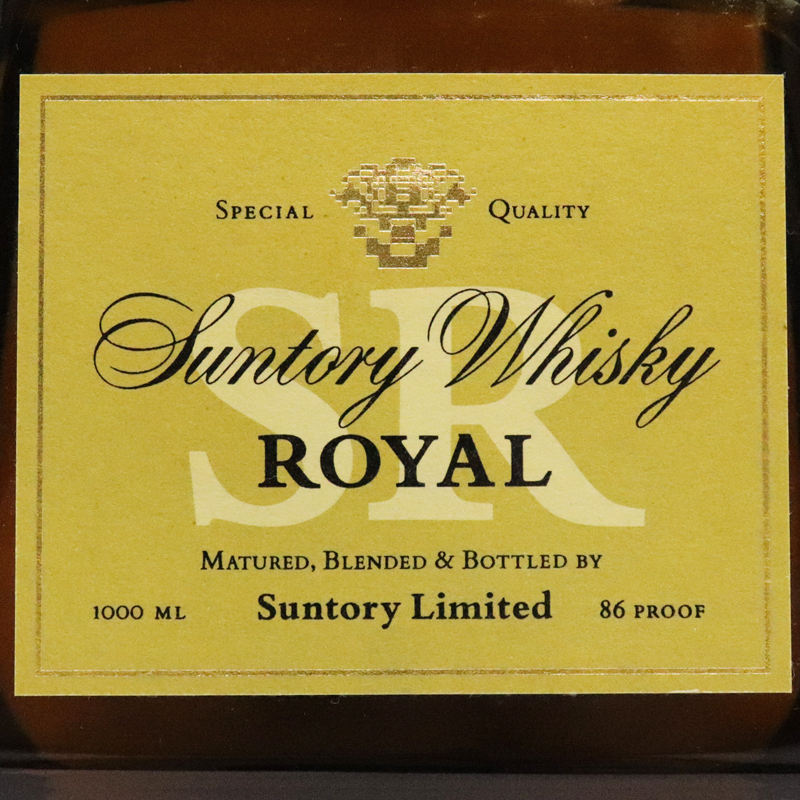 SPECIAL QUALITY
SR
Suntory Whisky
ROYAL
MATURED, BLENDED & BOTTLED BY
1000 ML Suntory Limited 86 PROOF